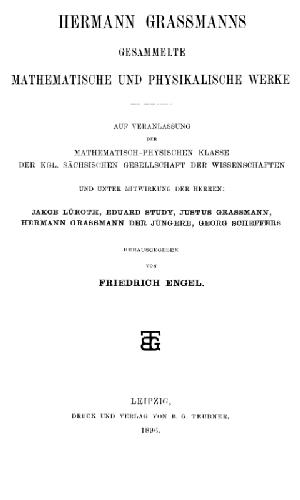 HERMANN GRASSMANNS
GESAMMELTE
MATHEMATISCHE UND PHYSIKALISCHE WERKE
AUF VERANLASSUNG
DER
MATHEMATISCH-PHYSISCHEN KLASSE
DER KGL. SÄCHSISCHEN GESELLSCHAFT DER WISSENSCHAFTEN
UND UNTER MITWIRKUNG DER HERREN:
JAKOB LÜROTH, EDUARD STUDY, JUSTUS GRASSMANN,
HERMANN GRASSMANN DER JÜNGERE, GEORG SCHEFFERS
HERAUSGEGEBEN
VON
FRIEDRICH ENGEL.
LEIPZIG,
DRUCK UND VERLAG VON B. G. TEUBNER.